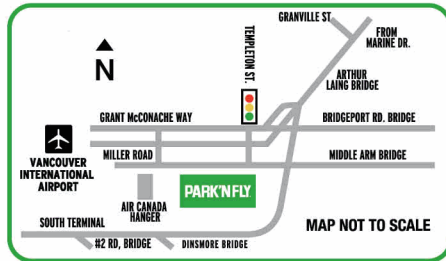 GRANVILLE ST
FROM
MARINE DR.
TEMPLETON ST.
ARTHUR
LAING BRIDGE
N
GRANT McCONACHE WAY
BRIDGEPORT RD. BRIDGE
VANCOUVER
INTERNATIONAL
AIRPORT
MILLER ROAD
MIDDLE ARM BRIDGE
PARK'N FLY
AIR CANADA
HANGER
SOUTH TERMINAL
MAP NOT TO SCALE
#2 RD, BRIDGE
DINSMORE BRIDGE